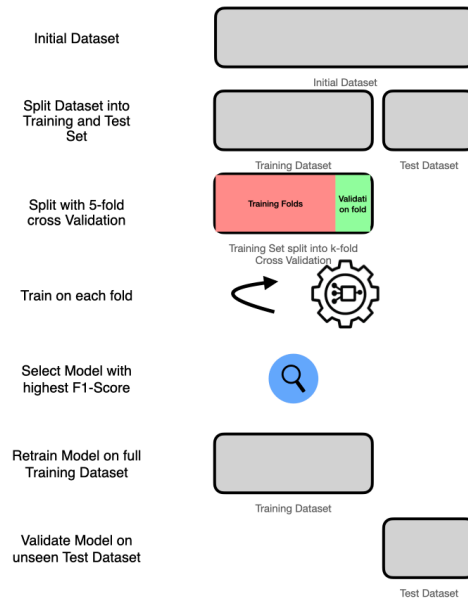 Initial Dataset
Initial Dataset
Split Dataset into
Training and Test
Set
Training Dataset
Test Dataset
Split with 5-fold
cross Validation
Training Folds
Validati
on fold
Training Set split into k-fold
Cross Validation
Train on each fold
Select Model with
highest F1-Score
Retrain Model on full
Training Dataset
Training Dataset
Validate Model on
unseen Test Dataset
Test Dataset